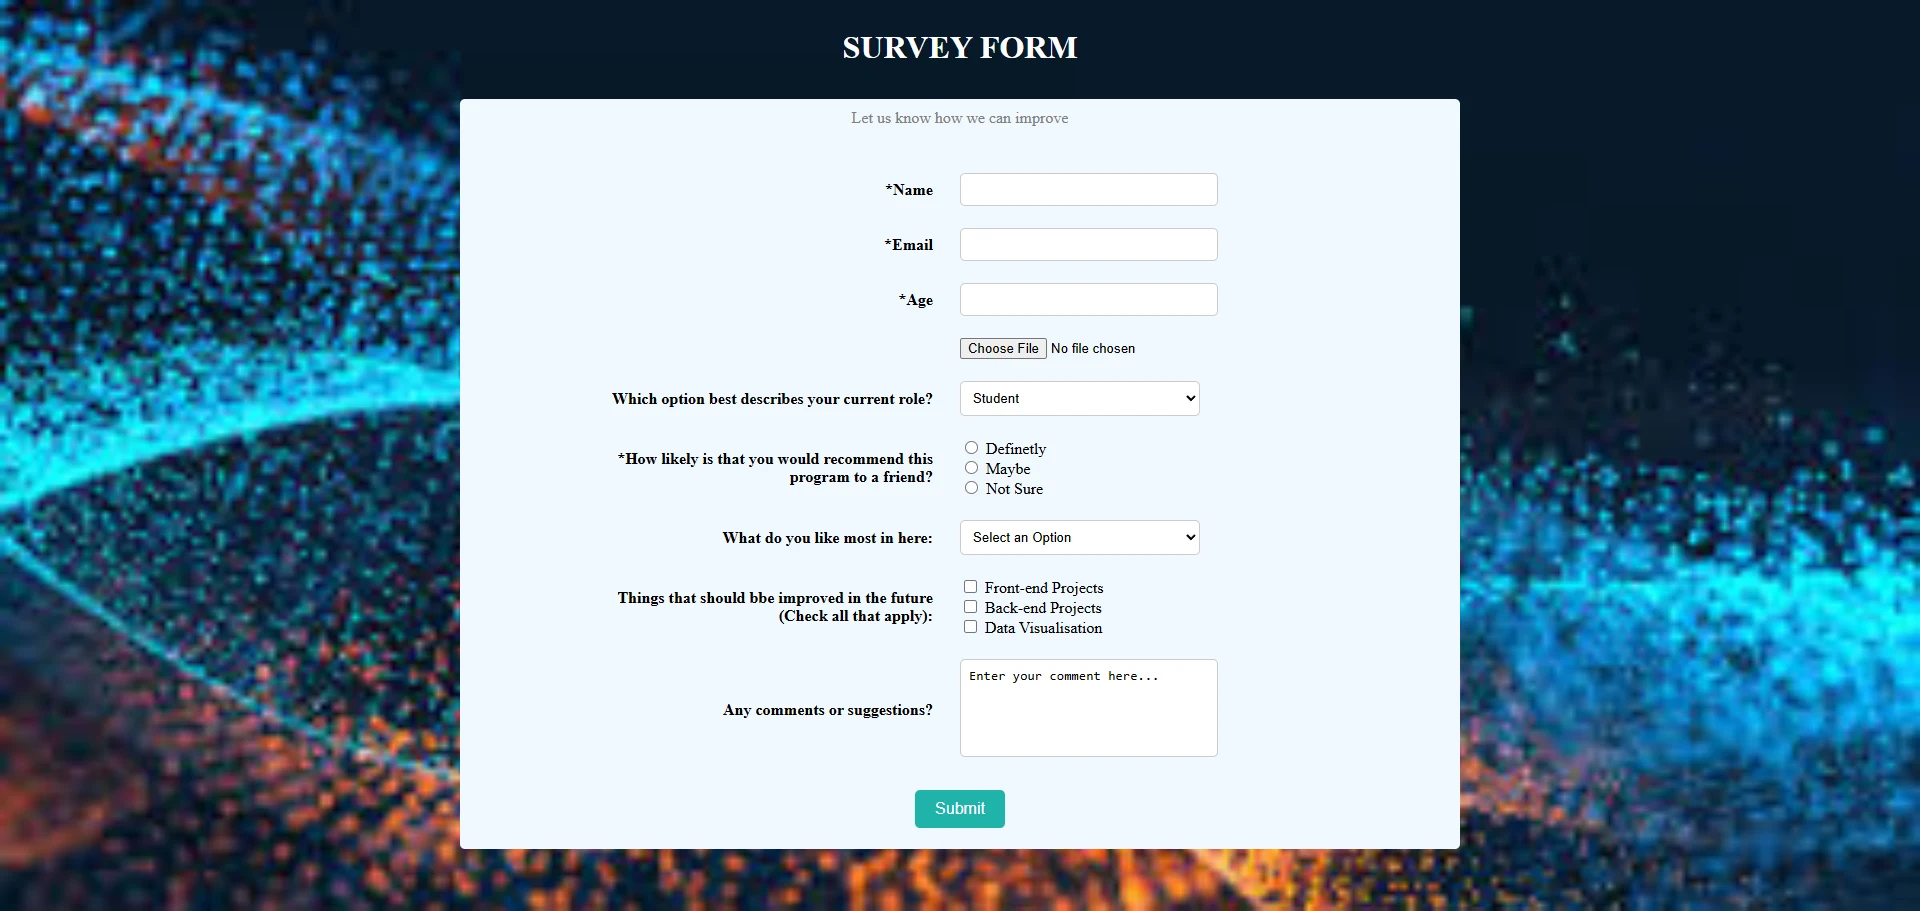 SURVEY FORM
Let us know how we can improve
*Name
*Email
*Age
Choose File No file chosen
Which option best describes your current role?
Student
*How likely is that you would recommend this
program to a friend?
Definetly
Maybe
Not Sure
What do you like most in here:
Select an Option
Things that should bbe improved in the future
(Check all that apply):
Front-end Projects
Back-end Projects
Data Visualisation
Any comments or suggestions?
Enter your comment here...
Submit